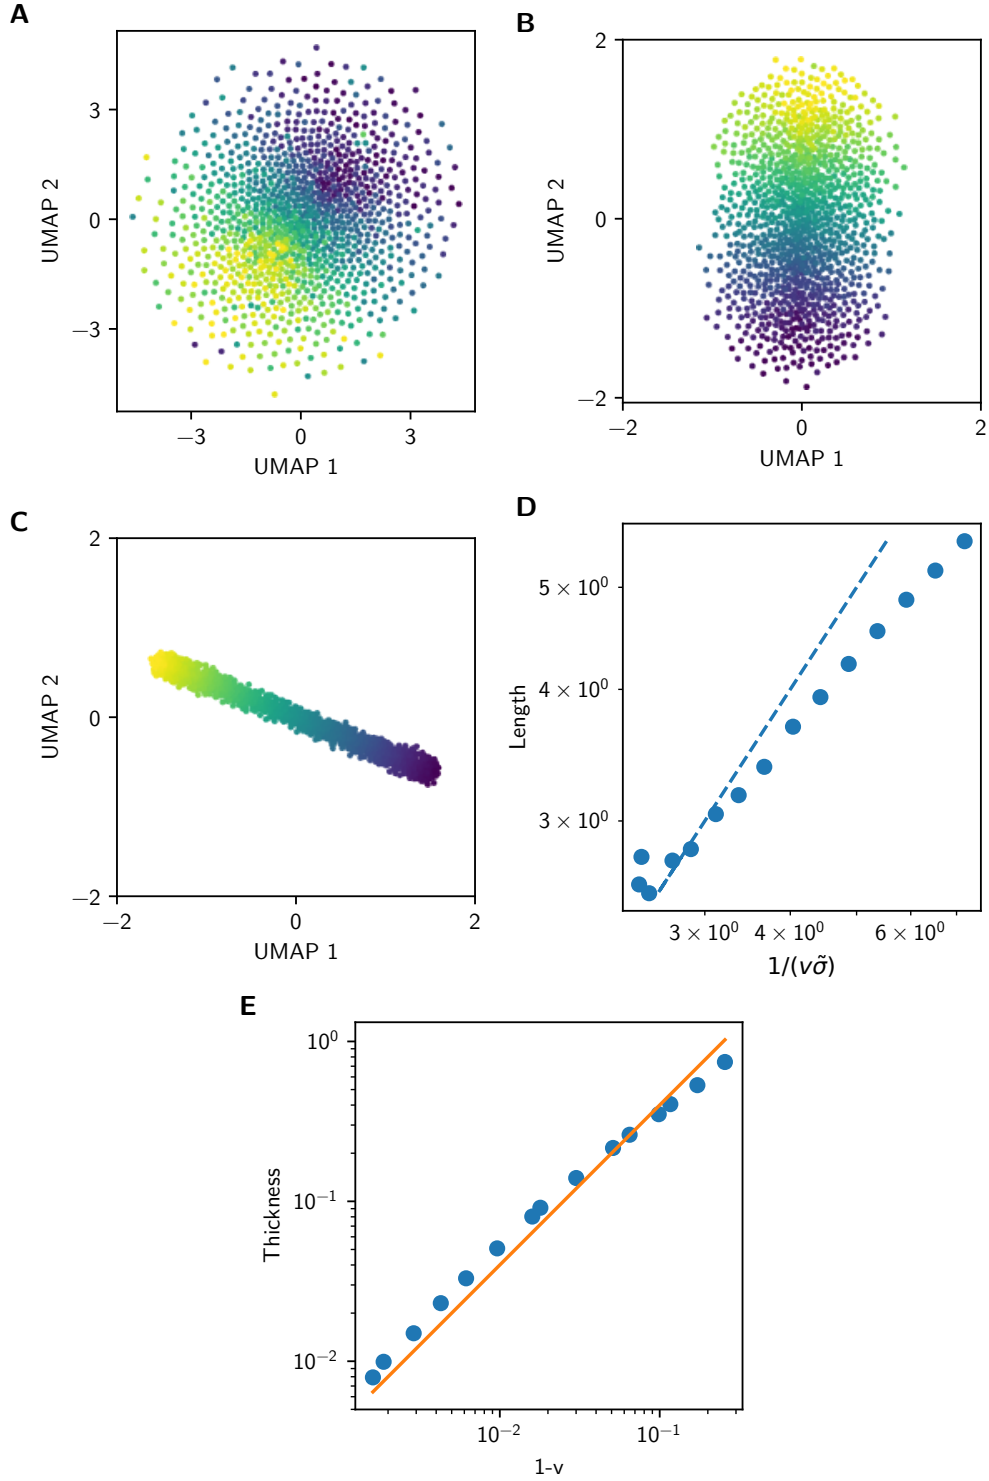 A
3
0
−3
UMAP 2
−3
0
3
UMAP 1
B
2
0
−2
UMAP 2
−2
0
2
UMAP 1
C
2
0
−2
UMAP 2
−2
0
2
UMAP 1
D
5 × 10⁰
4 × 10⁰
3 × 10⁰
Length
3 × 10⁰
4 × 10⁰
6 × 10⁰
1/(vσ̃)
E
10⁰
10⁻¹
10⁻²
Thickness
10⁻²
10⁻¹
1-v